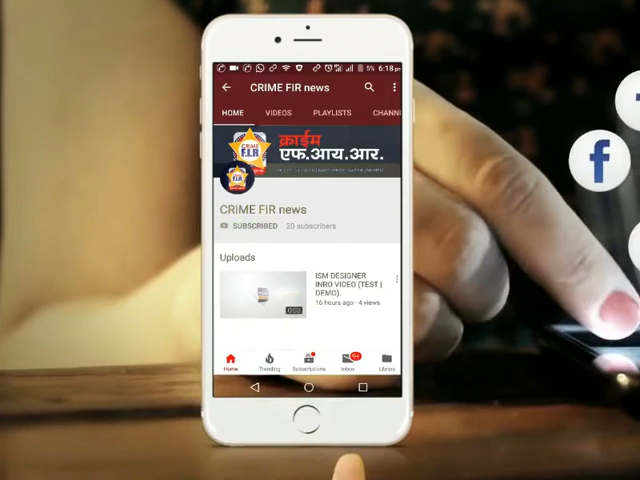 5% 6:18 pm
CRIME FIR news
HOME VIDEOS PLAYLISTS CHANN
CRIME
F.I.R
क्राईम
एफ.आय.आर.
CRIME FIR news
SUBSCRIBED 20 subscribers
Uploads
ISM DESIGNER
INRO VIDEO (TEST |
DEMO).
16 hours ago · 4 views
0:03
9+
Home Trending Subscriptions Inbox Library
f